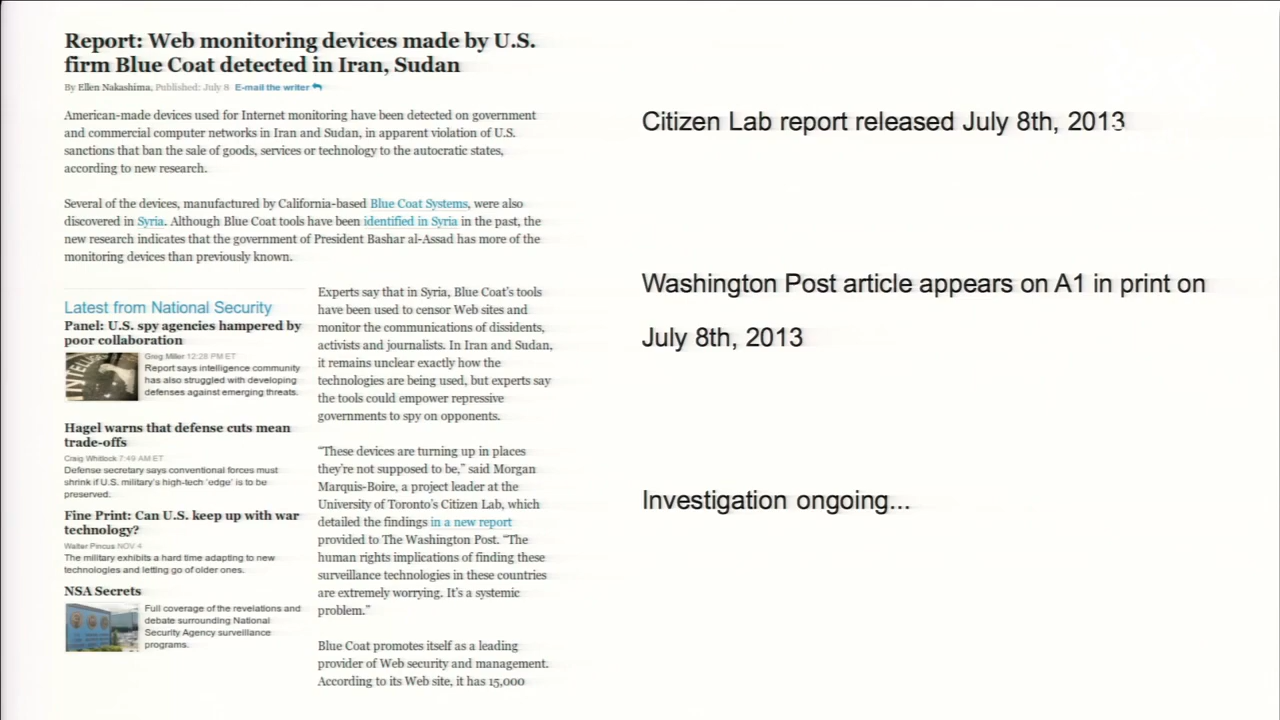 Report: Web monitoring devices made by U.S.
firm Blue Coat detected in Iran, Sudan
By Ellen Nakashima, Published: July 8 E-mail the writer
American-made devices used for Internet monitoring have been detected on government
and commercial computer networks in Iran and Sudan, in apparent violation of U.S.
sanctions that ban the sale of goods, services or technology to the autocratic states,
according to new research.
Several of the devices, manufactured by California-based Blue Coat Systems, were also
discovered in Syria. Although Blue Coat tools have been identified in Syria in the past, the
new research indicates that the government of President Bashar al-Assad has more of the
monitoring devices than previously known.
Latest from National Security
Panel: U.S. spy agencies hampered by
poor collaboration
Greg Miller 12:28 PM ET
Report says intelligence community
has also struggled with developing
defenses against emerging threats.
Hagel warns that defense cuts mean
trade-offs
Craig Whitlock 7:49 AM ET
Defense secretary says conventional forces must
shrink if U.S. military's high-tech 'edge' is to be
preserved.
Fine Print: Can U.S. keep up with war
technology?
Walter Pincus NOV 4
The military exhibits a hard time adapting to new
technologies and letting go of older ones.
NSA Secrets
Full coverage of the revelations and
debate surrounding National
Security Agency surveillance
programs.
Experts say that in Syria, Blue Coat's tools
have been used to censor Web sites and
monitor the communications of dissidents,
activists and journalists. In Iran and Sudan,
it remains unclear exactly how the
technologies are being used, but experts say
the tools could empower repressive
governments to spy on opponents.
"These devices are turning up in places
they're not supposed to be," said Morgan
Marquis-Boire, a project leader at the
University of Toronto's Citizen Lab, which
detailed the findings in a new report
provided to The Washington Post. "The
human rights implications of finding these
surveillance technologies in these countries
are extremely worrying. It's a systemic
problem."
Blue Coat promotes itself as a leading
provider of Web security and management.
According to its Web site, it has 15,000
Citizen Lab report released July 8th, 2013
Washington Post article appears on A1 in print on
July 8th, 2013
Investigation ongoing...